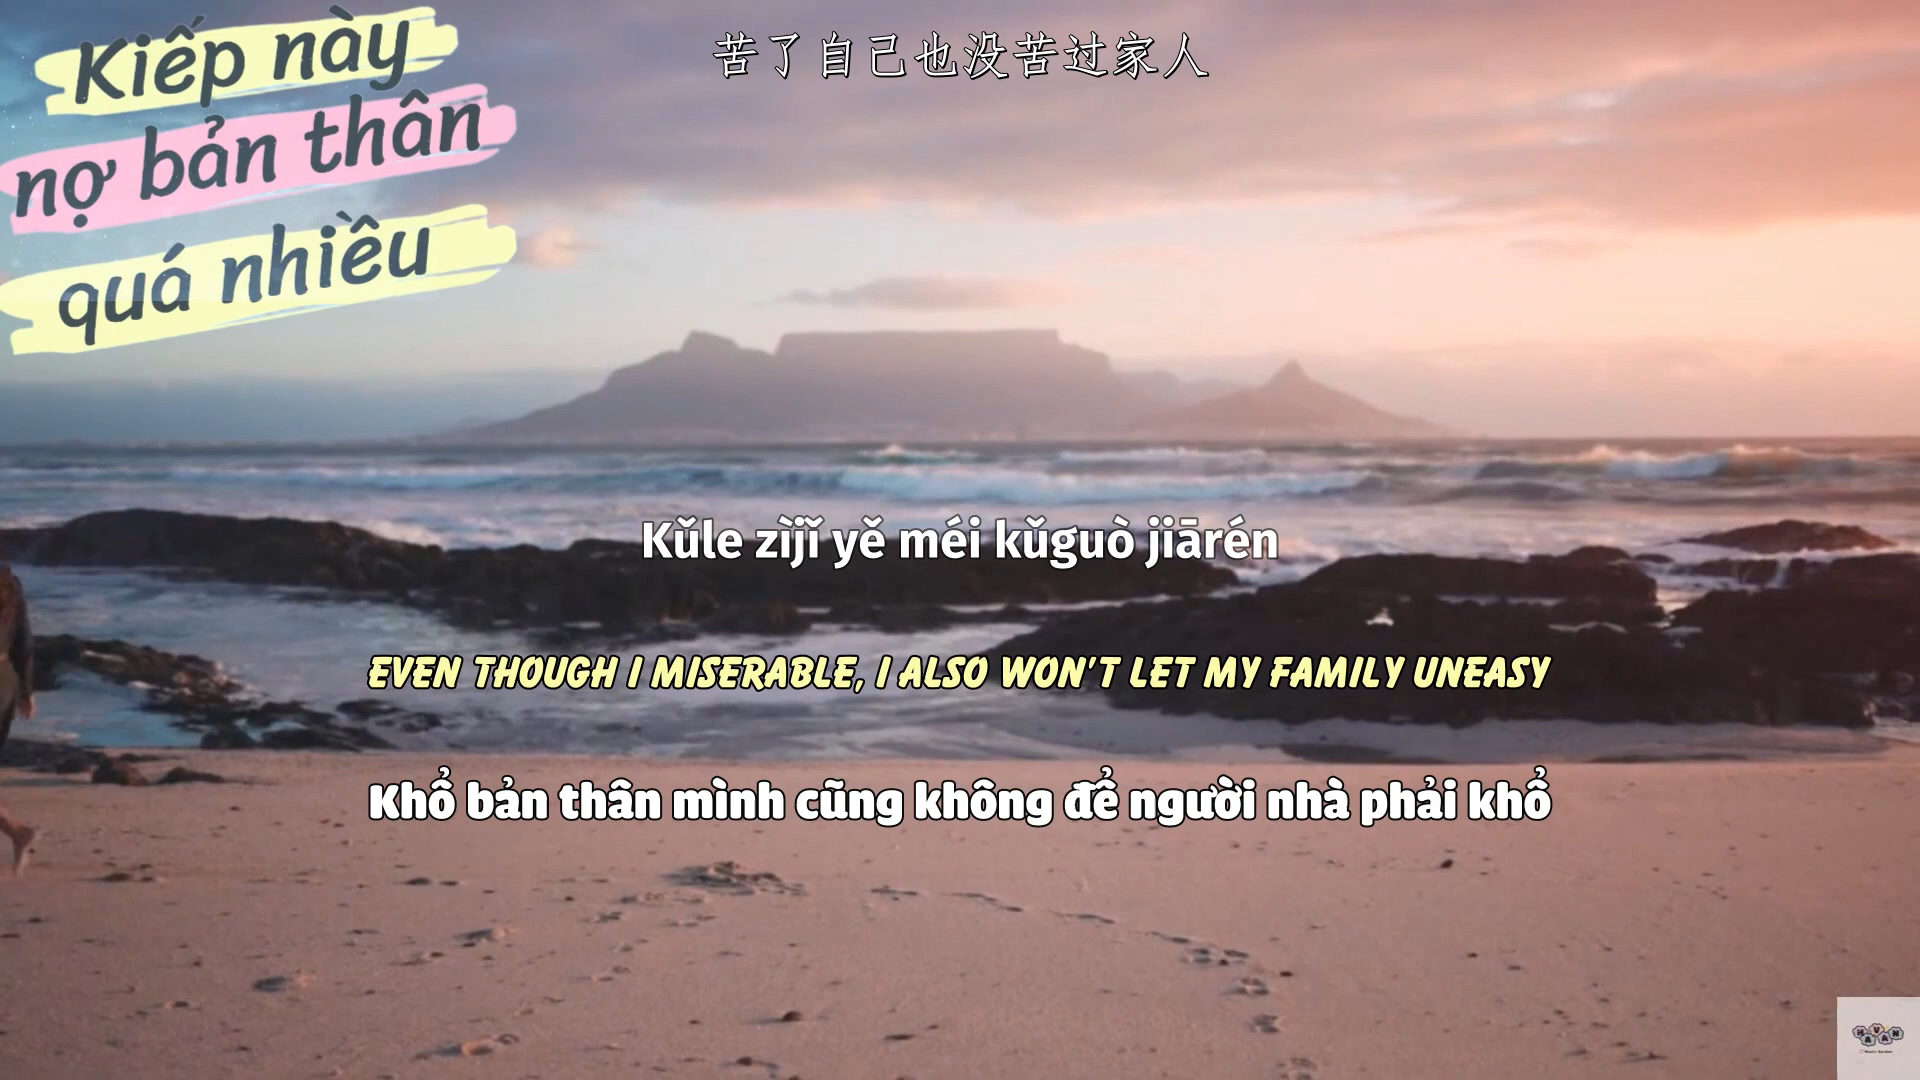 Kiếp này
nợ bản thân
quá nhiều
苦了自己也没苦过家人
Kǔle zìjǐ yě méi kǔguò jiārén
EVEN THOUGH I MISERABLE, I ALSO WON'T LET MY FAMILY UNEASY
Khổ bản thân mình cũng không để người nhà phải khổ